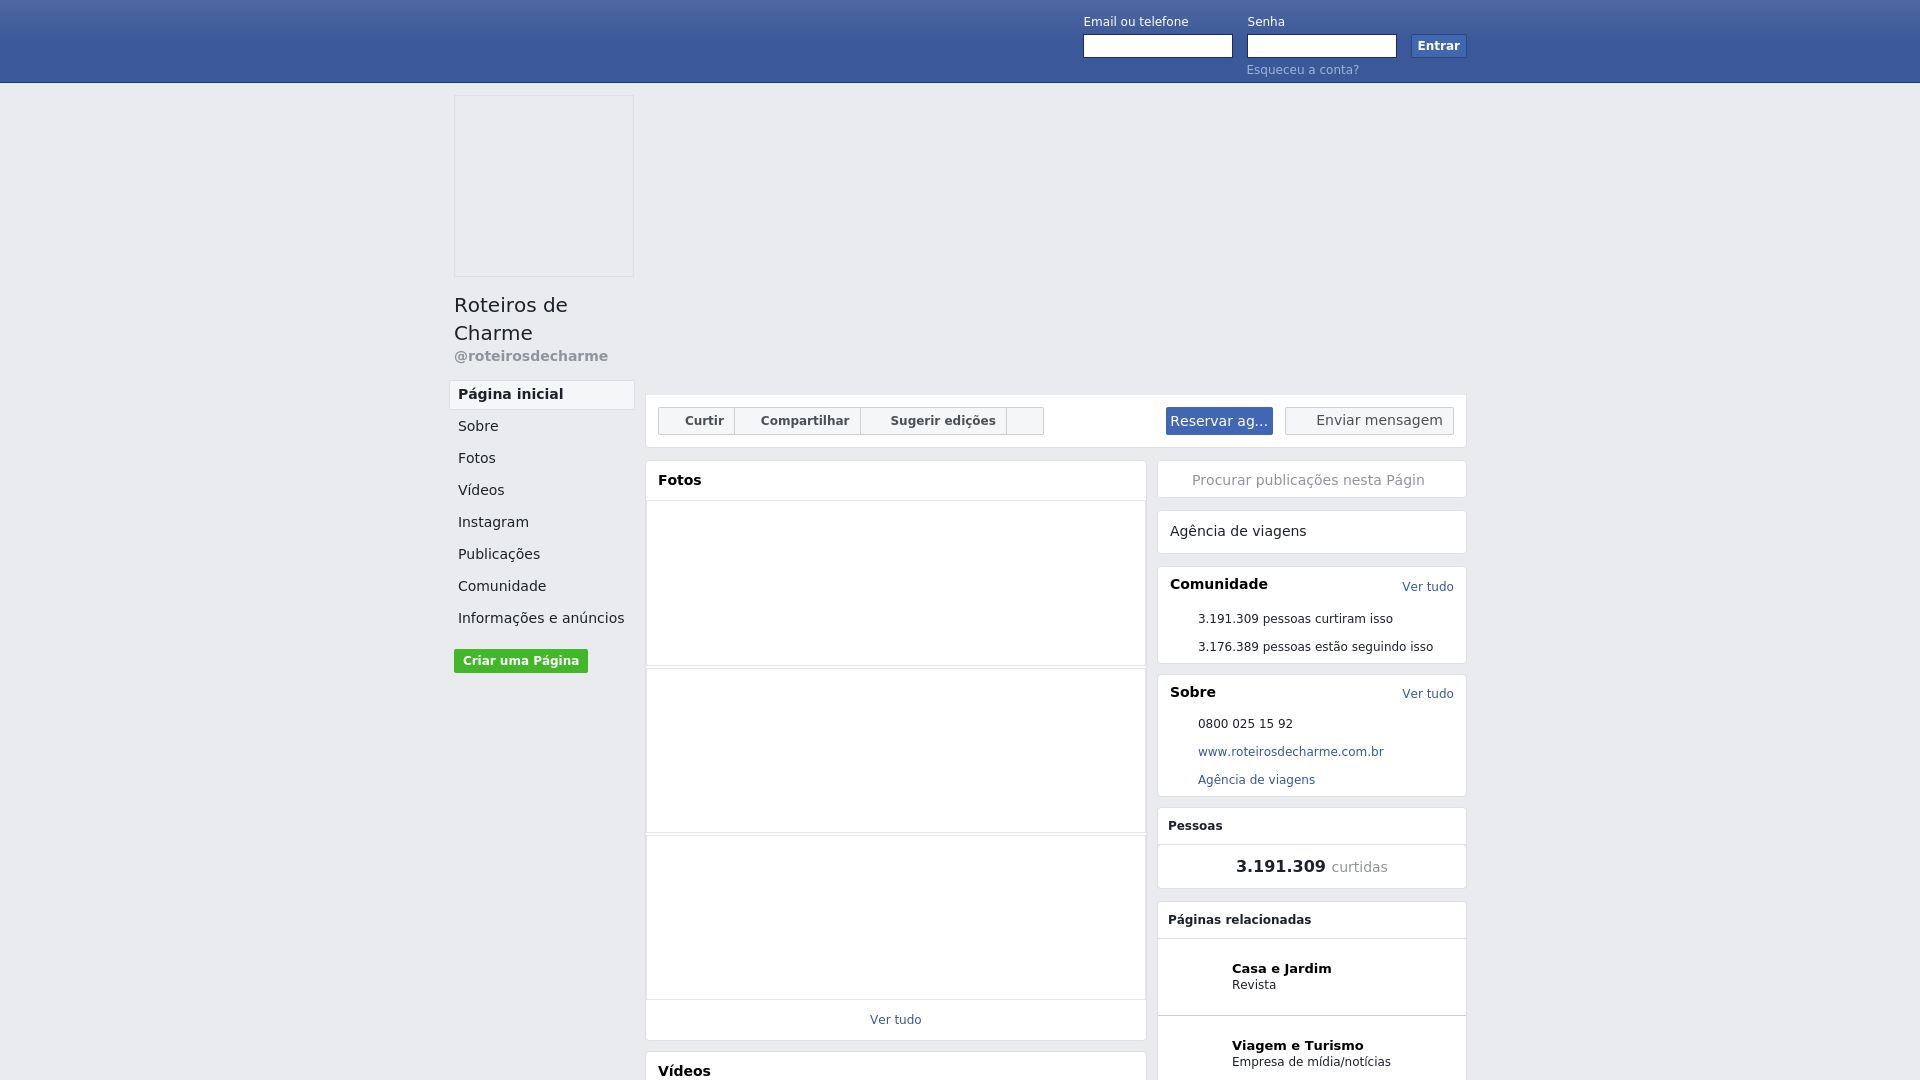 Email ou telefone
Senha
Entrar
Esqueceu a conta?
Roteiros de
Charme
@roteirosdecharme
Página inicial
Sobre
Fotos
Vídeos
Instagram
Publicações
Comunidade
Informações e anúncios
Criar uma Página
Curtir
Compartilhar
Sugerir edições
Reservar ag...
Enviar mensagem
Fotos
Ver tudo
Vídeos
Procurar publicações nesta Págin
Agência de viagens
Comunidade
Ver tudo
3.191.309 pessoas curtiram isso
3.176.389 pessoas estão seguindo isso
Sobre
Ver tudo
0800 025 15 92
www.roteirosdecharme.com.br
Agência de viagens
Pessoas
3.191.309 curtidas
Páginas relacionadas
Casa e Jardim
Revista
Viagem e Turismo
Empresa de mídia/notícias